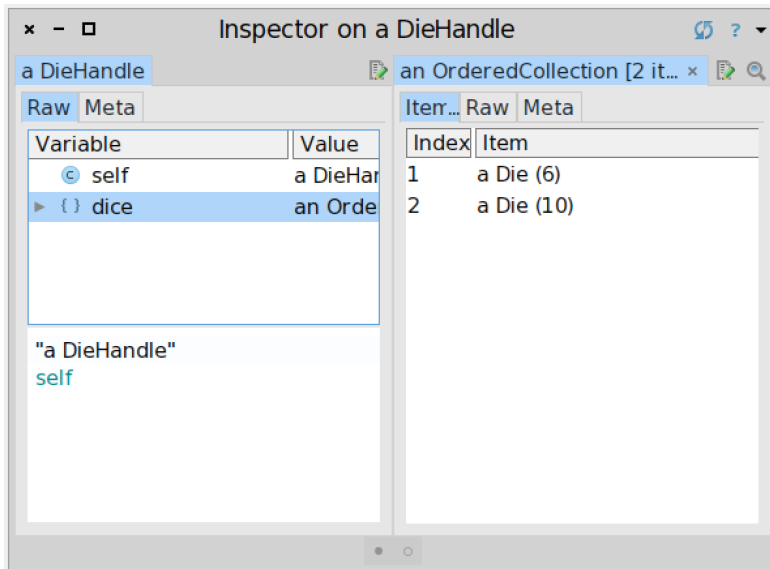 Inspector on a DieHandle ?
a DieHandle
an OrderedCollection [2 it... ×
Raw Meta
Item... Raw Meta
Variable Value
Index Item
c self a DieHan
1 a Die (6)
{ } dice an Orde
2 a Die (10)
"a DieHandle"
self